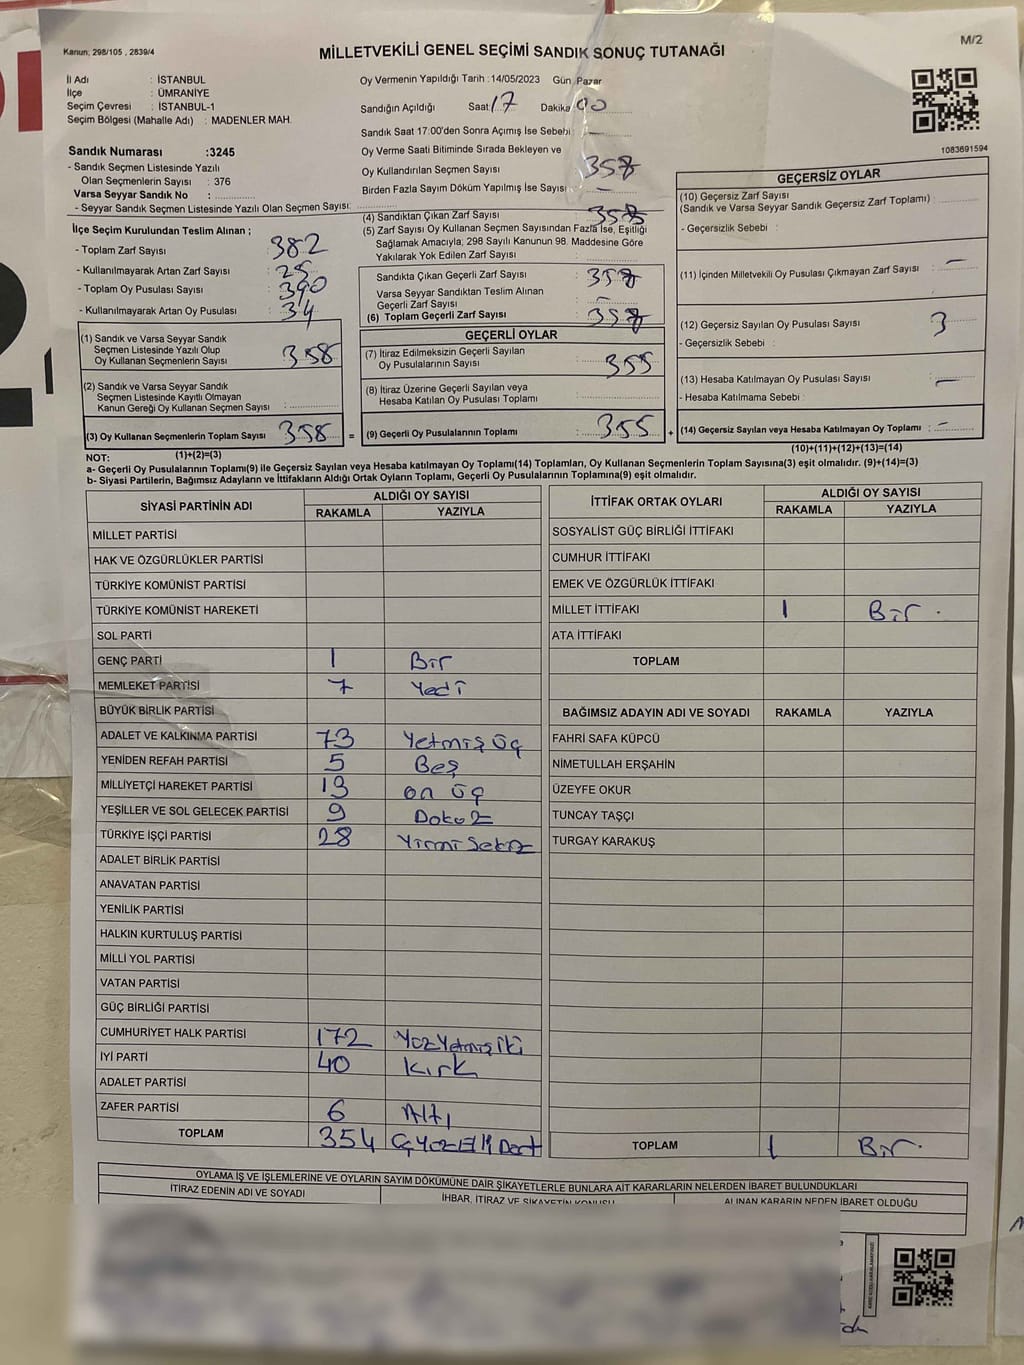 Kanun; 298/105 , 2839/4
MİLLETVEKİLİ GENEL SEÇİMİ SANDIK SONUÇ TUTANAĞI
M/2
İl Adı : İSTANBUL
İlçe : ÜMRANİYE
Seçim Çevresi : İSTANBUL-1
Seçim Bölgesi (Mahalle Adı) : MADENLER MAH.
Oy Vermenin Yapıldığı Tarih :14/05/2023 Gün Pazar
Sandığın Açıldığı Saat 17 Dakika 00
Sandık Saat 17:00'den Sonra Açımış İse Sebebi : —
Oy Verme Saati Bitiminde Sırada Bekleyen ve
Oy Kullandırılan Seçmen Sayısı : 358
Birden Fazla Sayım Döküm Yapılmış İse Sayısı : —
1083691594
Sandık Numarası :3245
- Sandık Seçmen Listesinde Yazılı
Olan Seçmenlerin Sayısı : 376
Varsa Seyyar Sandık No :
- Seyyar Sandık Seçmen Listesinde Yazılı Olan Seçmen Sayısı:
İlçe Seçim Kurulundan Teslim Alınan ;
- Toplam Zarf Sayısı : 382
- Kullanılmayarak Artan Zarf Sayısı : 25
- Toplam Oy Pusulası Sayısı : 390
- Kullanılmayarak Artan Oy Pusulası : 34
(1) Sandık ve Varsa Seyyar Sandık
Seçmen Listesinde Yazılı Olup
Oy Kullanan Seçmenlerin Sayısı : 358
(2) Sandık ve Varsa Seyyar Sandık
Seçmen Listesinde Kayıtlı Olmayan
Kanun Gereği Oy Kullanan Seçmen Sayısı :
(3) Oy Kullanan Seçmenlerin Toplam Sayısı : 358 =
(1)+(2)=(3)
(4) Sandıktan Çıkan Zarf Sayısı : 358
(5) Zarf Sayısı Oy Kullanan Seçmen Sayısından Fazla İse, Eşitliği
Sağlamak Amacıyla; 298 Sayılı Kanunun 98. Maddesine Göre
Yakılarak Yok Edilen Zarf Sayısı :
Sandıkta Çıkan Geçerli Zarf Sayısı : 358
Varsa Seyyar Sandıktan Teslim Alınan
Geçerli Zarf Sayısı : —
(6) Toplam Geçerli Zarf Sayısı : 358
GEÇERLİ OYLAR
(7) İtiraz Edilmeksizin Geçerli Sayılan
Oy Pusulalarının Sayısı : 355
(8) İtiraz Üzerine Geçerli Sayılan veya
Hesaba Katılan Oy Pusulası Toplamı :
(9) Geçerli Oy Pusulalarının Toplamı : 355 +
GEÇERSİZ OYLAR
(10) Geçersiz Zarf Sayısı
(Sandık ve Varsa Seyyar Sandık Geçersiz Zarf Toplamı) :
- Geçersizlik Sebebi :
(11) İçinden Milletvekili Oy Pusulası Çıkmayan Zarf Sayısı : —
(12) Geçersiz Sayılan Oy Pusulası Sayısı : 3
- Geçersizlik Sebebi :
(13) Hesaba Katılmayan Oy Pusulası Sayısı : —
- Hesaba Katılmama Sebebi :
(14) Geçersiz Sayılan veya Hesaba Katılmayan Oy Toplamı : —
(10)+(11)+(12)+(13)=(14)
NOT:
a- Geçerli Oy Pusulalarının Toplamı(9) ile Geçersiz Sayılan veya Hesaba katılmayan Oy Toplamı(14) Toplamları, Oy Kullanan Seçmenlerin Toplam Sayısına(3) eşit olmalıdır. (9)+(14)=(3)
b- Siyasi Partilerin, Bağımsız Adayların ve İttifakların Aldığı Ortak Oyların Toplamı, Geçerli Oy Pusulalarının Toplamına(9) eşit olmalıdır.
SİYASİ PARTİNİN ADI ALDIĞI OY SAYISI
RAKAMLA YAZIYLA
MİLLET PARTİSİ
HAK VE ÖZGÜRLÜKLER PARTİSİ
TÜRKİYE KOMÜNİST PARTİSİ
TÜRKİYE KOMÜNİST HAREKETİ
SOL PARTİ
GENÇ PARTİ 1 Bir
MEMLEKET PARTİSİ 7 Yedi
BÜYÜK BİRLİK PARTİSİ
ADALET VE KALKINMA PARTİSİ 73 Yetmiş üç
YENİDEN REFAH PARTİSİ 5 Beş
MİLLİYETÇİ HAREKET PARTİSİ 13 on üç
YEŞİLLER VE SOL GELECEK PARTİSİ 9 Dokuz
TÜRKİYE İŞÇİ PARTİSİ 28 Yirmi Sekiz
ADALET BİRLİK PARTİSİ
ANAVATAN PARTİSİ
YENİLİK PARTİSİ
HALKIN KURTULUŞ PARTİSİ
MİLLİ YOL PARTİSİ
VATAN PARTİSİ
GÜÇ BİRLİĞİ PARTİSİ
CUMHURİYET HALK PARTİSİ 172 Yüz Yetmiş İki
İYİ PARTİ 40 Kırk
ADALET PARTİSİ
ZAFER PARTİSİ 6 Altı
TOPLAM 354 Üç Yüz Elli Dört
İTTİFAK ORTAK OYLARI ALDIĞI OY SAYISI
RAKAMLA YAZIYLA
SOSYALİST GÜÇ BİRLİĞİ İTTİFAKI
CUMHUR İTTİFAKI
EMEK VE ÖZGÜRLÜK İTTİFAKI
MİLLET İTTİFAKI 1 Bir.
ATA İTTİFAKI
TOPLAM
BAĞIMSIZ ADAYIN ADI VE SOYADI RAKAMLA YAZIYLA
FAHRİ SAFA KÜPCÜ
NİMETULLAH ERŞAHİN
ÜZEYFE OKUR
TUNCAY TAŞÇI
TURGAY KARAKUŞ
TOPLAM 1 Bir.
OYLAMA İŞ VE İŞLEMLERİNE VE OYLARIN SAYIM DÖKÜMÜNE DAİR ŞİKAYETLERLE BUNLARA AİT KARARLARIN NELERDEN İBARET BULUNDUKLARI
İTİRAZ EDENİN ADI VE SOYADI İHBAR, İTİRAZ VE ŞİKAYETİN KONUSU ALINAN KARARIN NEDEN İBARET OLDUĞU